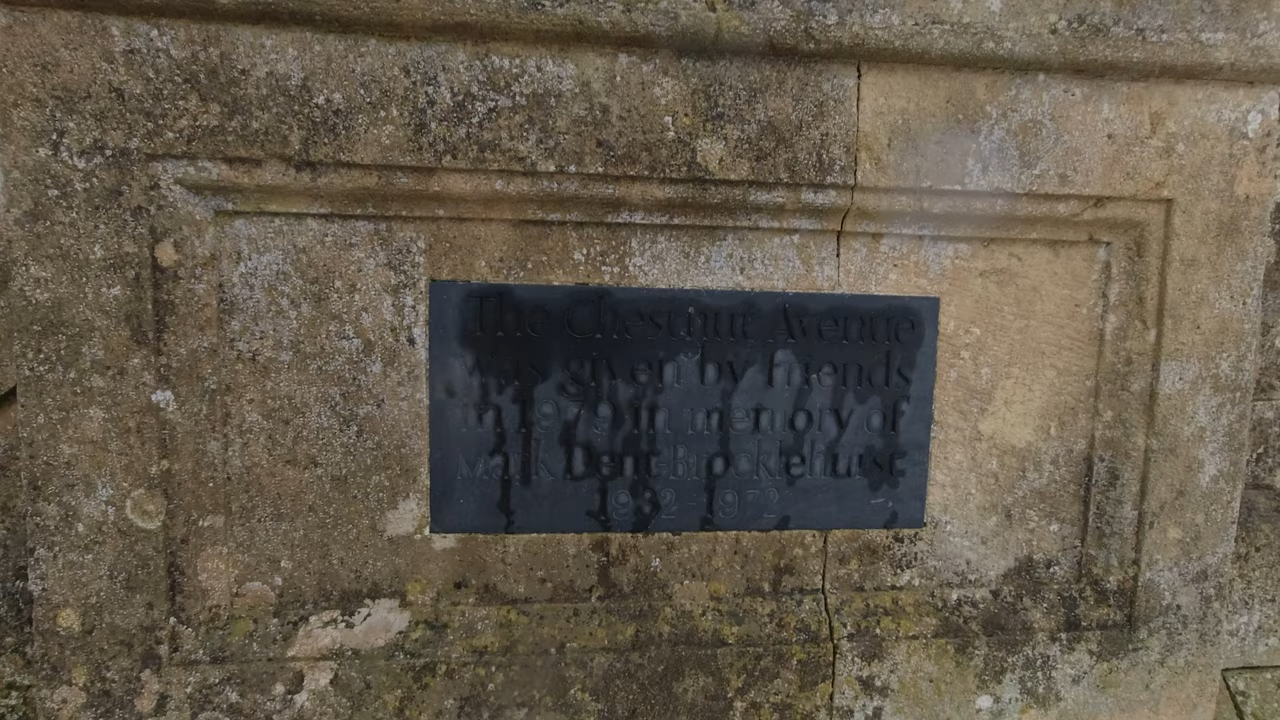 The Chestnut Avenue
was given by Friends
in 1979 in memory of
Mark Dent-Brocklehurst
1932 - 1972